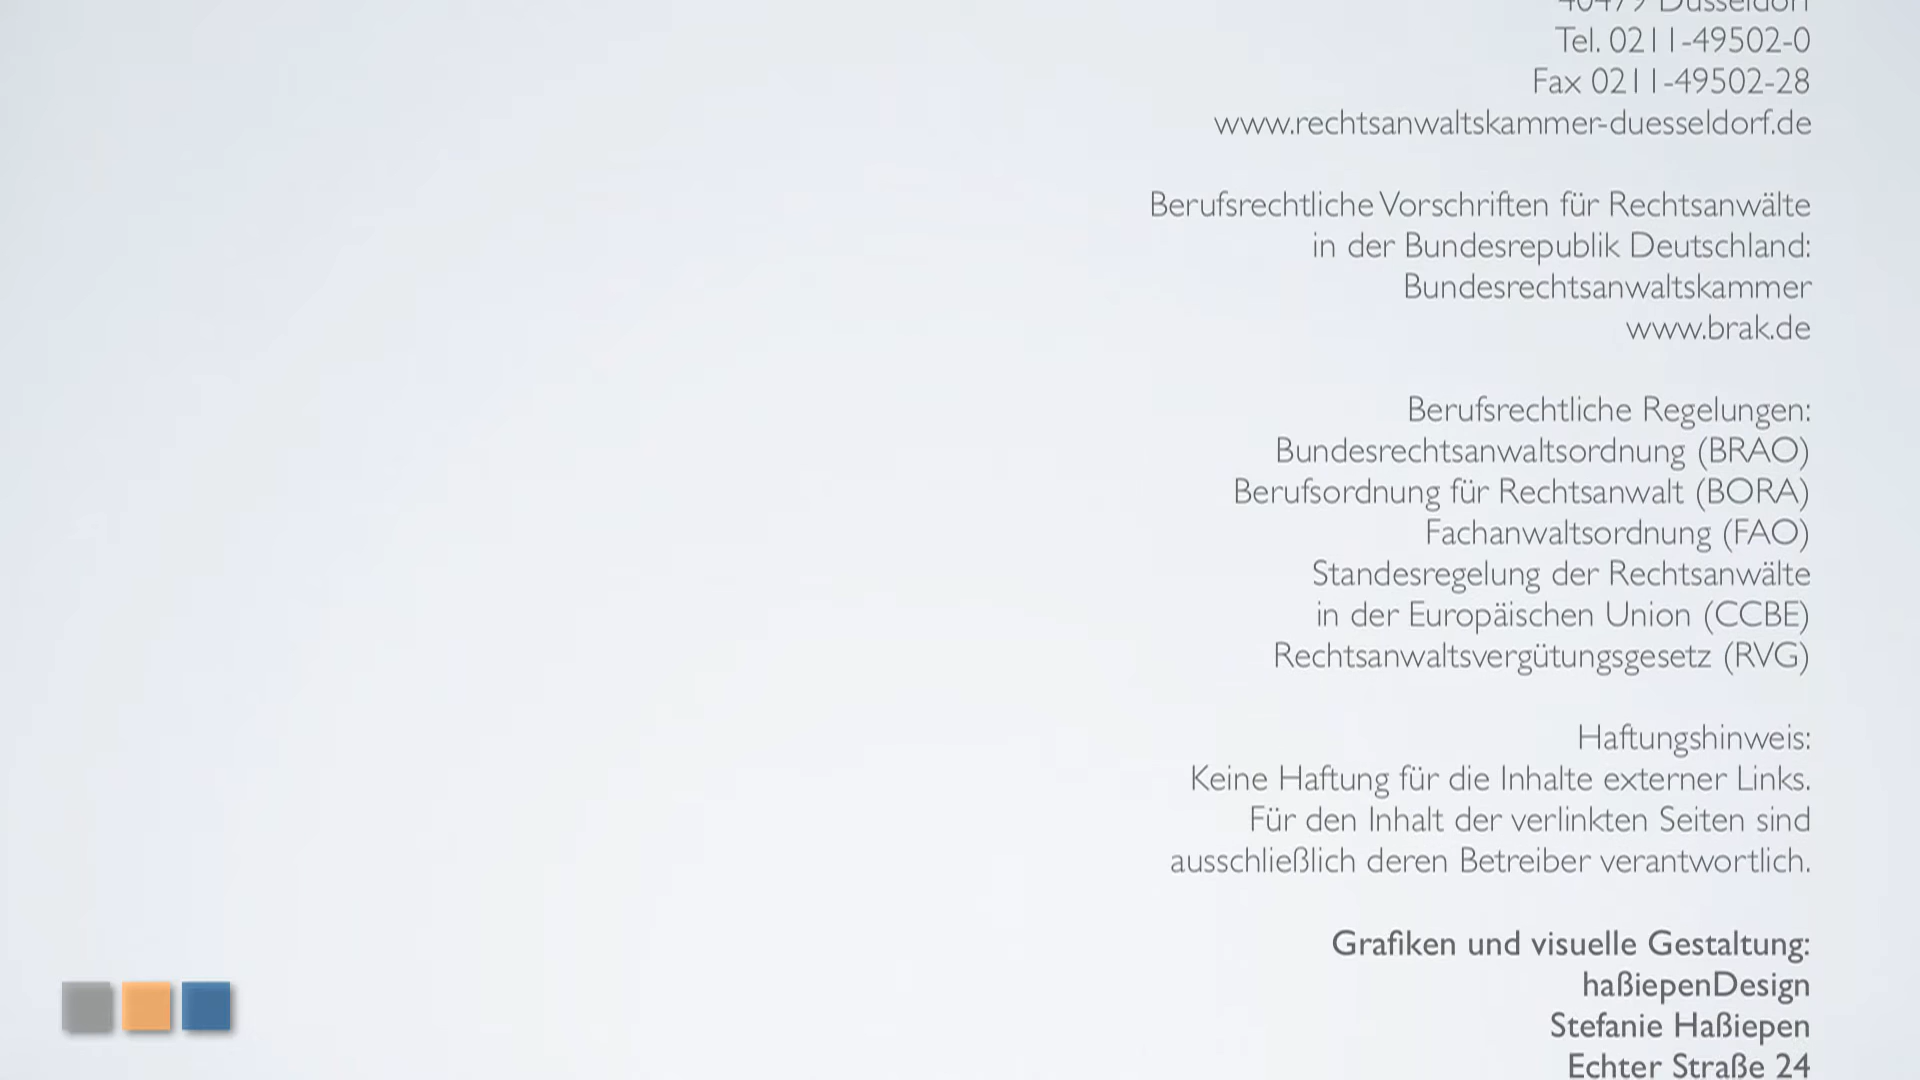 40479 Düsseldorf
Tel. 0211-49502-0
Fax 0211-49502-28
www.rechtsanwaltskammer-duesseldorf.de
Berufsrechtliche Vorschriften für Rechtsanwälte
in der Bundesrepublik Deutschland:
Bundesrechtsanwaltskammer
www.brak.de
Berufsrechtliche Regelungen:
Bundesrechtsanwaltsordnung (BRAO)
Berufsordnung für Rechtsanwalt (BORA)
Fachanwaltsordnung (FAO)
Standesregelung der Rechtsanwälte
in der Europäischen Union (CCBE)
Rechtsanwaltsvergütungsgesetz (RVG)
Haftungshinweis:
Keine Haftung für die Inhalte externer Links.
Für den Inhalt der verlinkten Seiten sind
ausschließlich deren Betreiber verantwortlich.
Grafiken und visuelle Gestaltung:
haßiepenDesign
Stefanie Haßiepen
Echter Straße 24